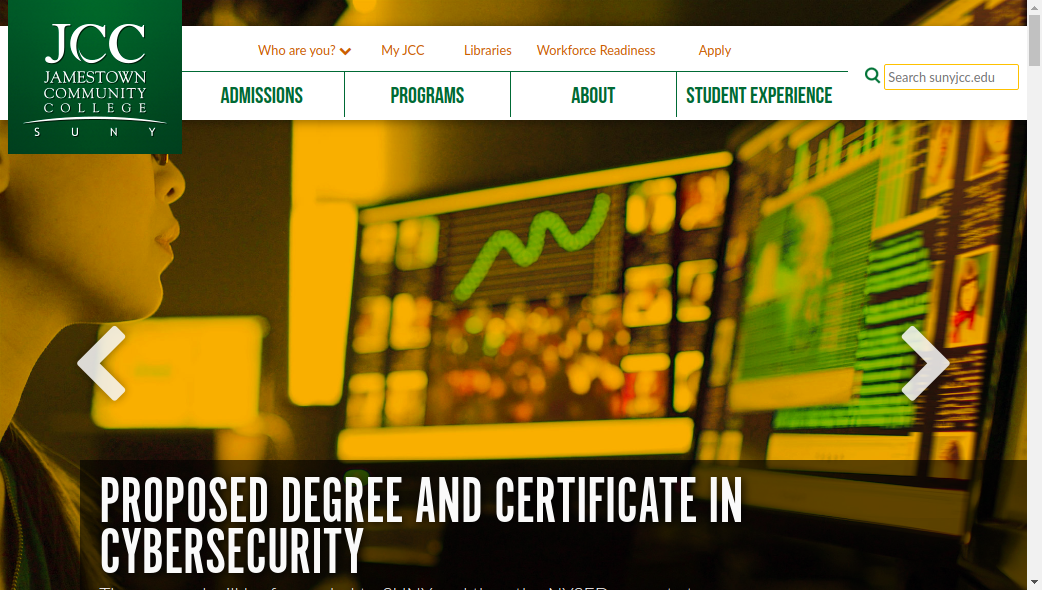 JCC
JAMESTOWN
COMMUNITY
COLLEGE
SUNY
Who are you?
My JCC
Libraries
Workforce Readiness
Apply
Search sunyjcc.edu
ADMISSIONS
PROGRAMS
ABOUT
STUDENT EXPERIENCE
PROPOSED DEGREE AND CERTIFICATE IN
CYBERSECURITY